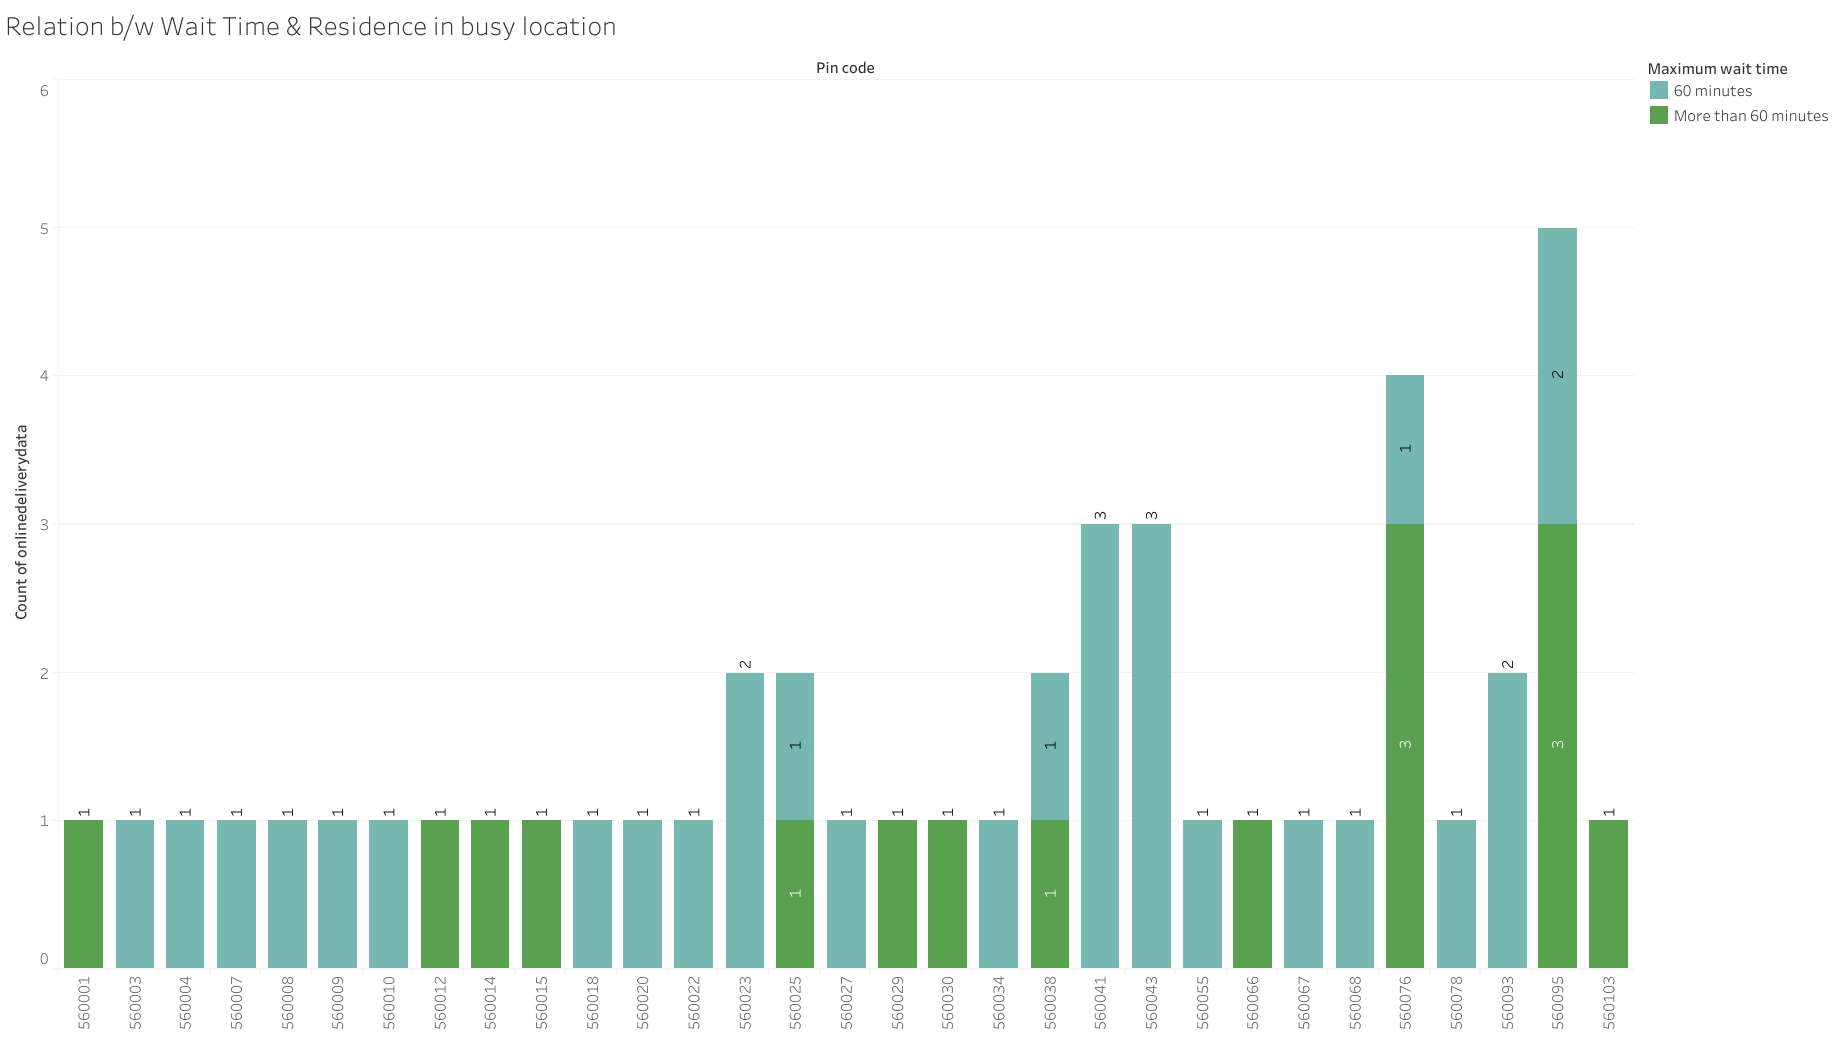 Relation b/w Wait Time & Residence in busy location
Pin code
Maximum wait time
60 minutes
More than 60 minutes
Count of onlinedeliverydata
6
5
4
3
2
1
0
1 1 1 1 1 1 1 1 1 1 1 1 1 2 1 1 1 1 1 1 1 1 3 3 1 1 1 1 1 3 1 2 2 3 1
560001 560003 560004 560007 560008 560009 560010 560012 560014 560015 560018 560020 560022 560023 560025 560027 560029 560030 560034 560038 560041 560043 560055 560066 560067 560068 560076 560078 560093 560095 560103